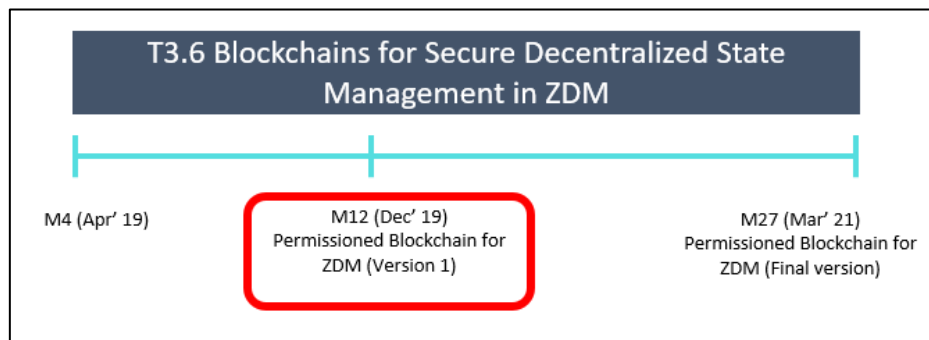 T3.6 Blockchains for Secure Decentralized State
Management in ZDM
M4 (Apr’ 19)
M12 (Dec’ 19)
Permissioned Blockchain for
ZDM (Version 1)
M27 (Mar’ 21)
Permissioned Blockchain for
ZDM (Final version)